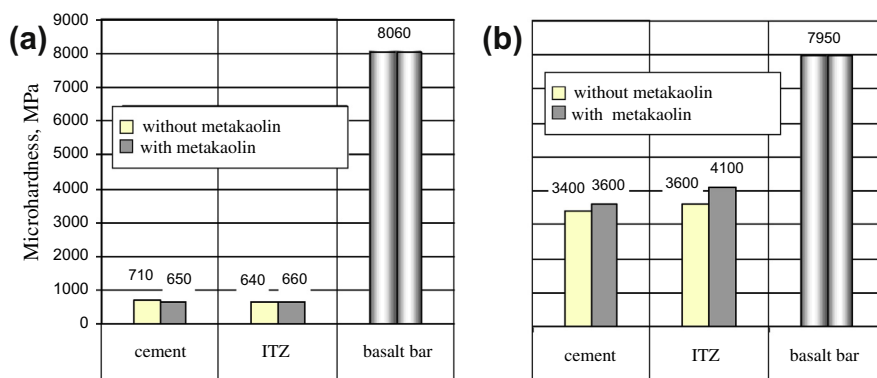 (a)
Microhardness, MPa
9000
8000
7000
6000
5000
4000
3000
2000
1000
0
without metakaolin
with metakaolin
8060
710
650
640
660
cement
ITZ
basalt bar
(b)
without metakaolin
with metakaolin
7950
3400
3600
3600
4100
cement
ITZ
basalt bar